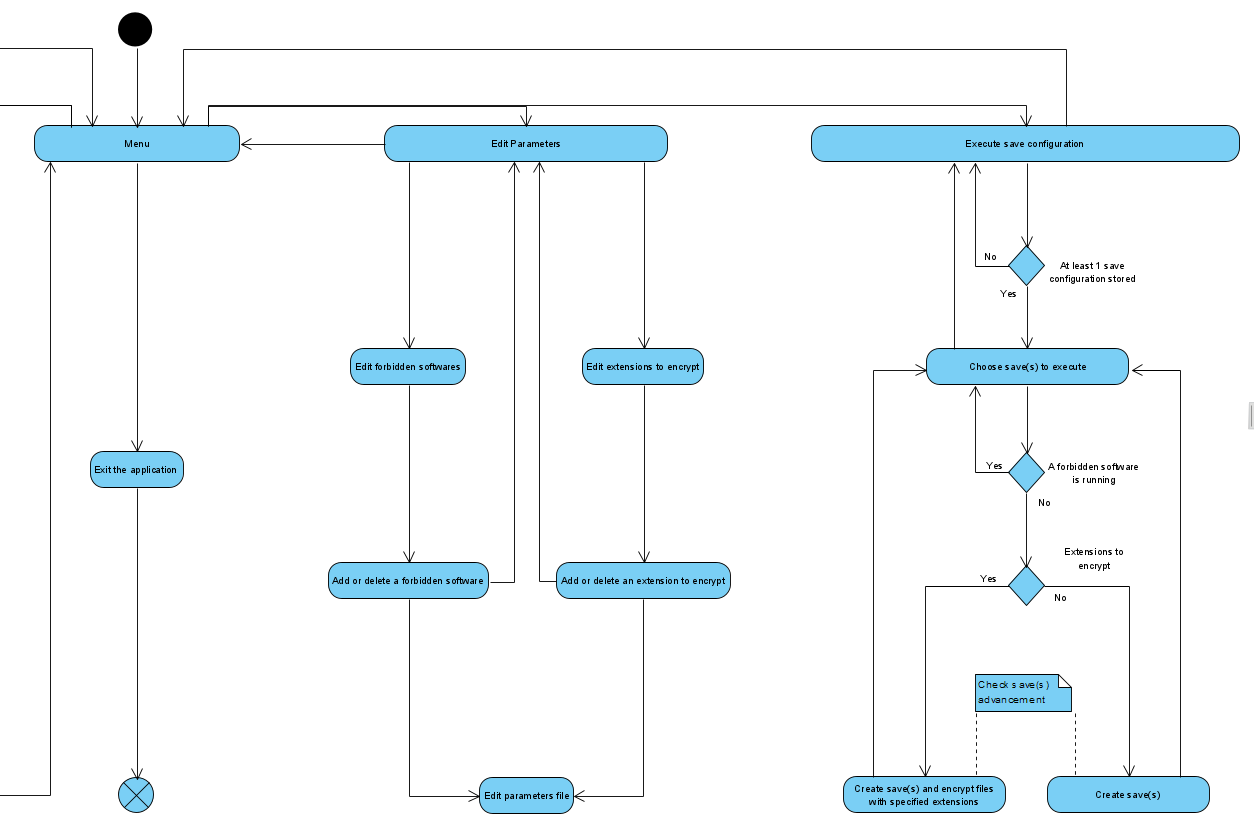 Menu
Edit Parameters
Execute save configuration
No
At least 1 save
configuration stored
Yes
Edit forbidden softwares
Edit extensions to encrypt
Choose save(s) to execute
Yes
A forbidden software
is running
Exit the application
No
Extensions to
encrypt
Yes
Add or delete a forbidden software
Add or delete an extension to encrypt
No
Check save(s)
advancement
Edit parameters file
Create save(s) and encrypt files
with specified extensions
Create save(s)